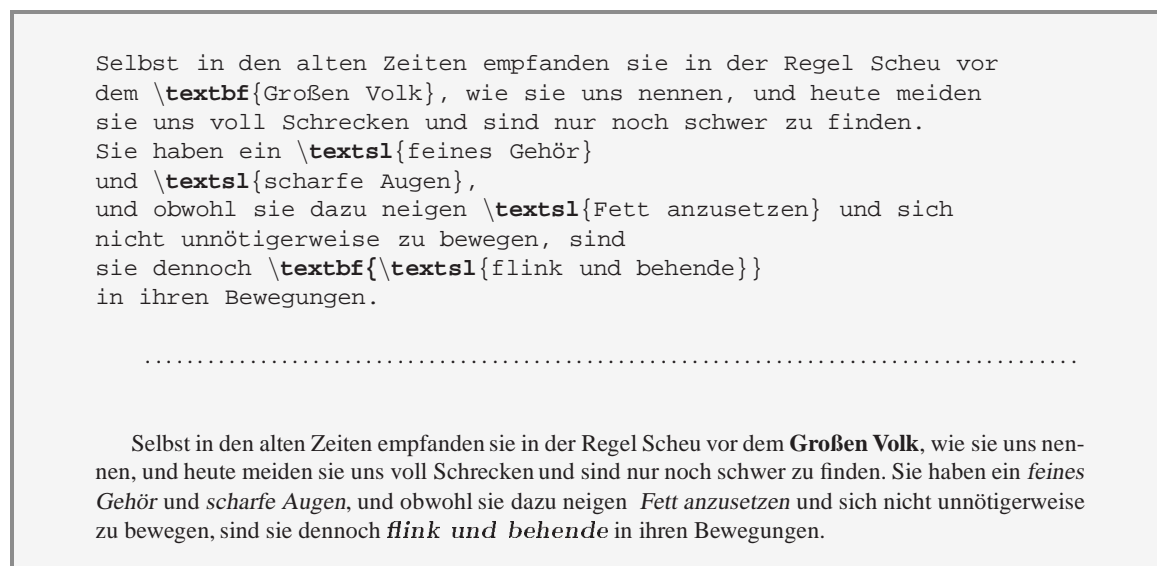 Selbst in den alten Zeiten empfanden sie in der Regel Scheu vor
dem \textbf{Großen Volk}, wie sie uns nennen, und heute meiden
sie uns voll Schrecken und sind nur noch schwer zu finden.
Sie haben ein \textsl{feines Gehör}
und \textsl{scharfe Augen},
und obwohl sie dazu neigen \textsl{Fett anzusetzen} und sich
nicht unnötigerweise zu bewegen, sind
sie dennoch \textbf{\textsl{flink und behende}}
in ihren Bewegungen.
Selbst in den alten Zeiten empfanden sie in der Regel Scheu vor dem Großen Volk, wie sie uns nen-
nen, und heute meiden sie uns voll Schrecken und sind nur noch schwer zu finden. Sie haben ein feines
Gehör und scharfe Augen, und obwohl sie dazu neigen Fett anzusetzen und sich nicht unnötigerweise
zu bewegen, sind sie dennoch flink und behende in ihren Bewegungen.